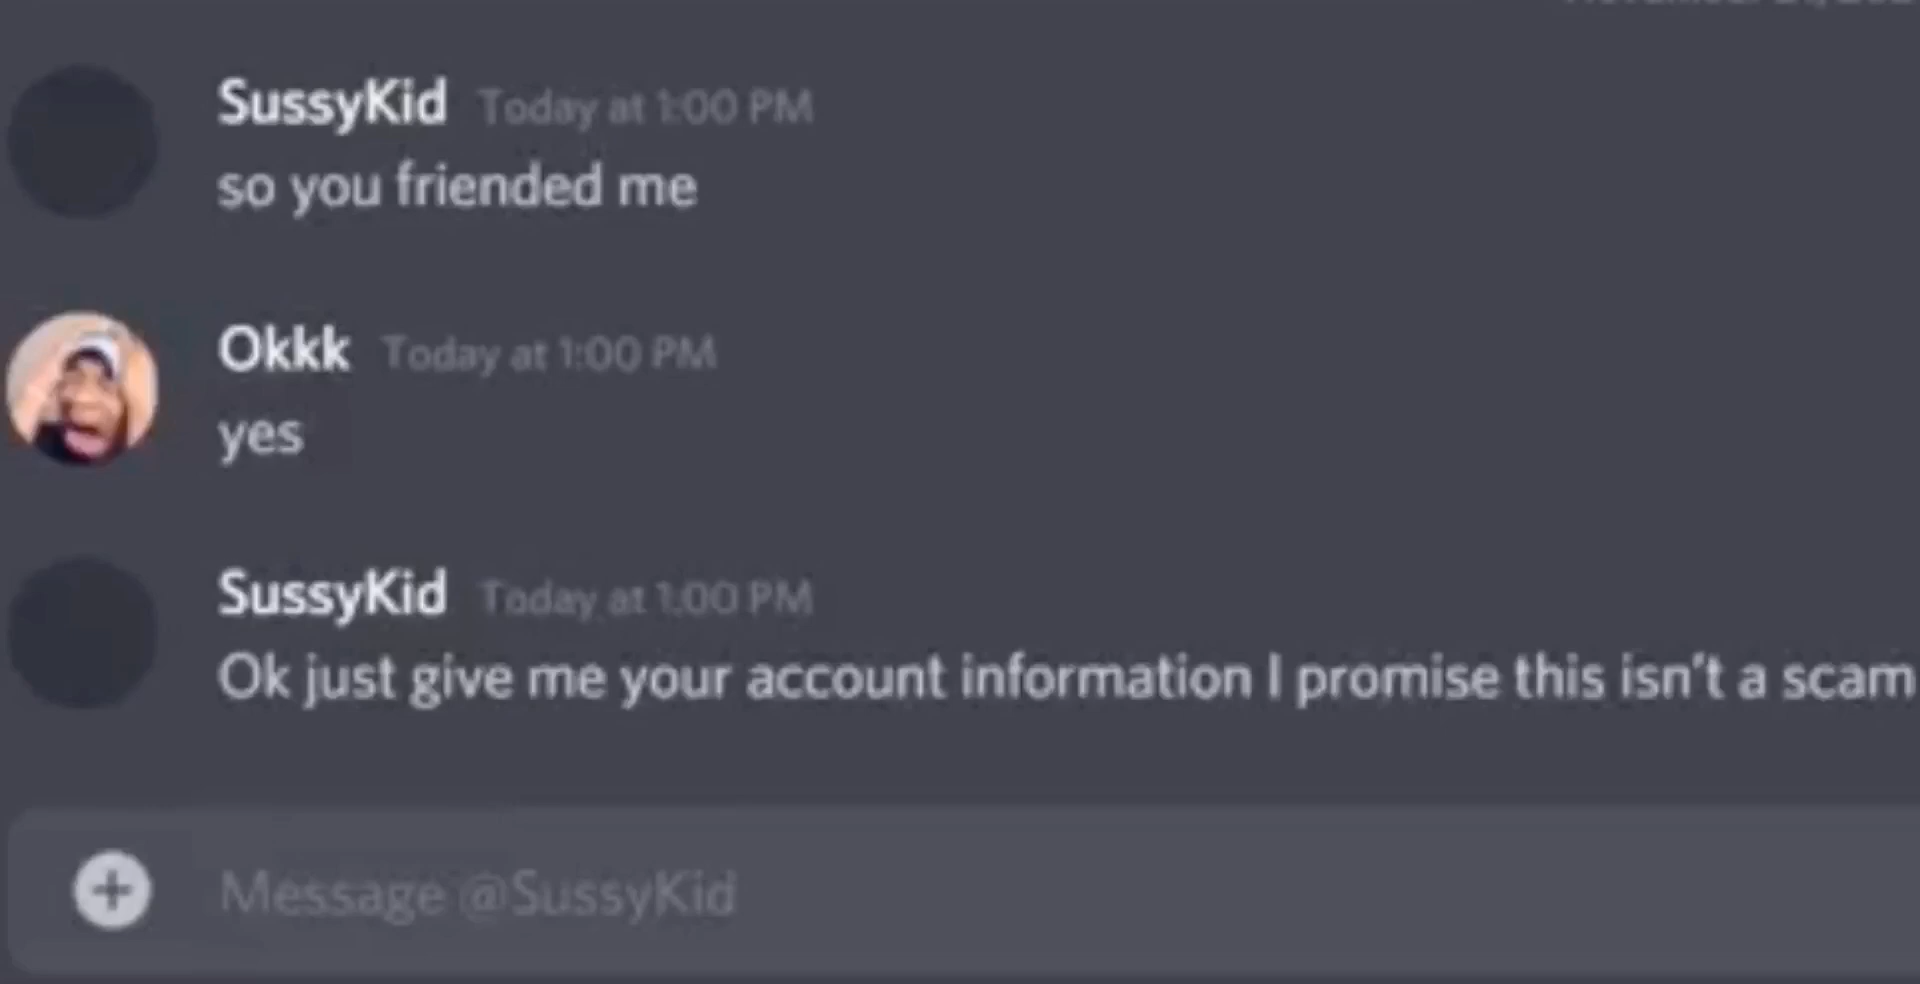 SussyKid Today at 1:00 PM
so you friended me
Okkk Today at 1:00 PM
yes
SussyKid Today at 1:00 PM
Ok just give me your account information I promise this isn't a scam
Message @SussyKid